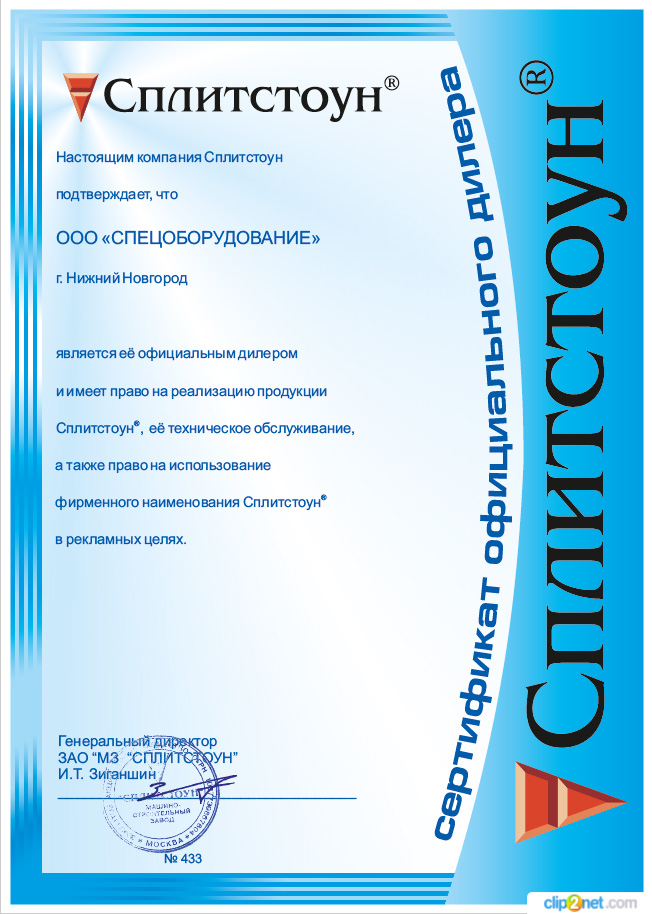 Сплитстоун®
Настоящим компания Сплитстоун
подтверждает, что
ООО «СПЕЦОБОРУДОВАНИЕ»
г. Нижний Новгород
является её официальным дилером
и имеет право на реализацию продукции
Сплитстоун®, её техническое обслуживание,
а также право на использование
фирменного наименования Сплитстоун®
в рекламных целях.
Генеральный директор
ЗАО “МЗ “СПЛИТСТОУН”
И.Т. Зиганшин
СПЛИТСТОУН
МАШИНО-
СТРОИТЕЛЬНЫЙ
ЗАВОД
* МОСКВА *
№ 433
сертификат официального дилера
Сплитстоун®
clip2net.com